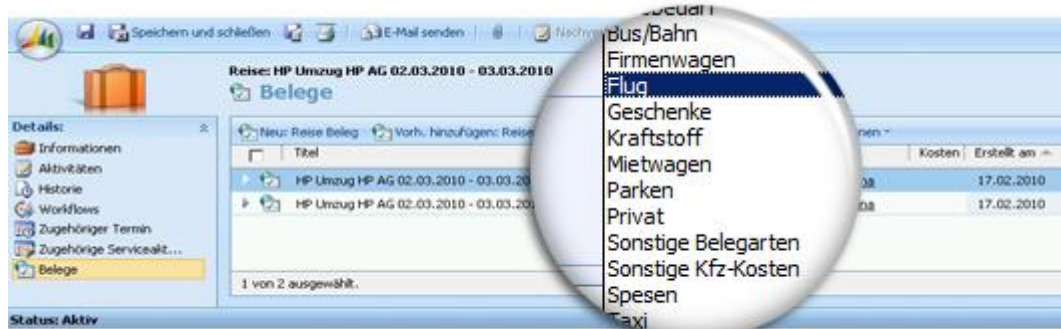 Speichern und schließen
E-Mail senden
Reise: HP Umzug HP AG 02.03.2010 - 03.03.2010
Belege
Details:
Informationen
Aktivitäten
Historie
Workflows
Zugehöriger Termin
Zugehörige Serviceakt...
Belege
Neu: Reise Beleg Vorh. hinzufügen: Reise
Titel
Kosten Erstellt am
HP Umzug HP AG 02.03.2010 - 03.03.20
17.02.2010
HP Umzug HP AG 02.03.2010 - 03.03.20
17.02.2010
1 von 2 ausgewählt.
Bus/Bahn
Firmenwagen
Flug
Geschenke
Kraftstoff
Mietwagen
Parken
Privat
Sonstige Belegarten
Sonstige Kfz-Kosten
Spesen
Taxi
Status: Aktiv